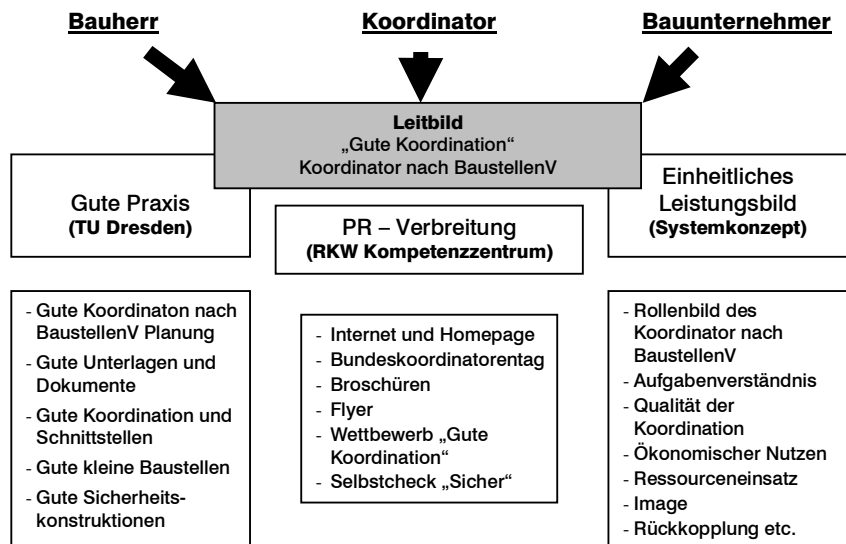 Bauherr
Koordinator
Bauunternehmer
Leitbild
„Gute Koordination“
Koordinator nach BaustellenV
Gute Praxis
(TU Dresden)
PR – Verbreitung
(RKW Kompetenzzentrum)
Einheitliches
Leistungsbild
(Systemkonzept)
- Gute Koordinaton nach
BaustellenV Planung
- Gute Unterlagen und
Dokumente
- Gute Koordination und
Schnittstellen
- Gute kleine Baustellen
- Gute Sicherheits-
konstruktionen
- Internet und Homepage
- Bundeskoordinatorentag
- Broschüren
- Flyer
- Wettbewerb „Gute
Koordination“
- Selbstcheck „Sicher“
- Rollenbild des
Koordinator nach
BaustellenV
- Aufgabenverständnis
- Qualität der
Koordination
- Ökonomischer Nutzen
- Ressourceneinsatz
- Image
- Rückkopplung etc.